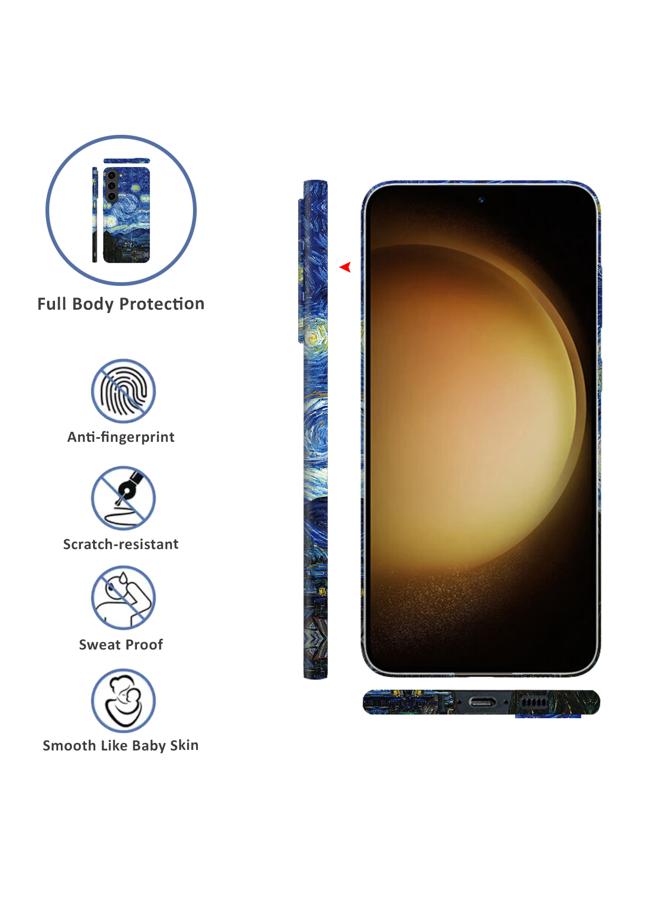 Full Body Protection
Anti-fingerprint
Scratch-resistant
Sweat Proof
Smooth Like Baby Skin